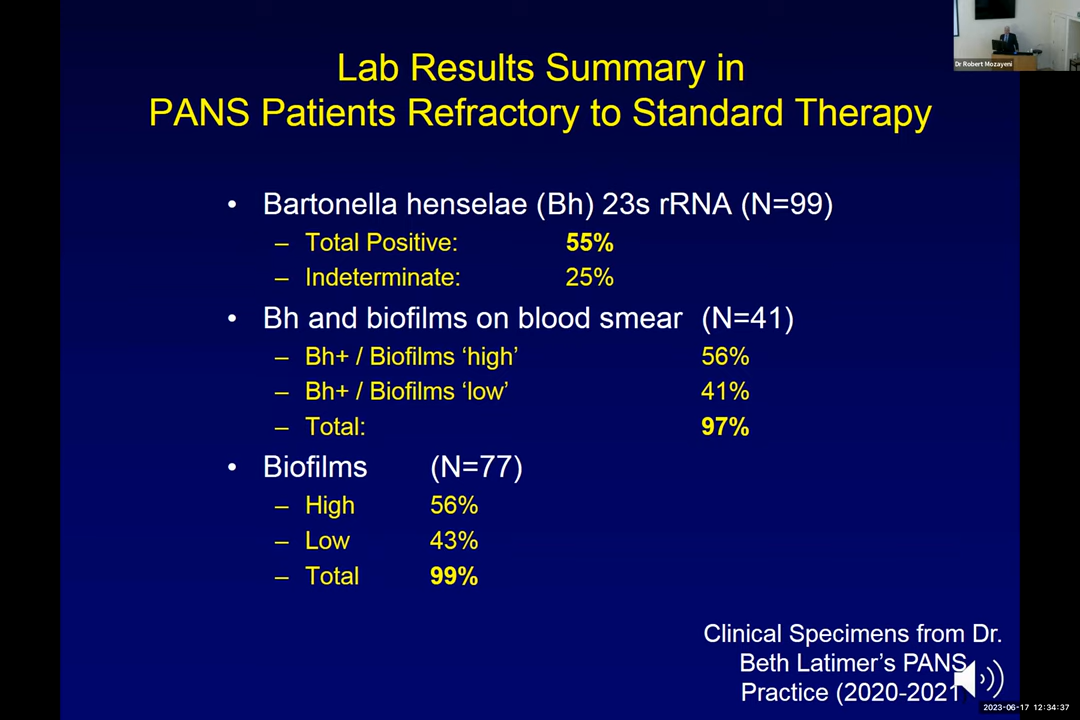 Dr Robert Mozayeni
Lab Results Summary in
PANS Patients Refractory to Standard Therapy
• Bartonella henselae (Bh) 23s rRNA (N=99)
– Total Positive: 55%
– Indeterminate: 25%
• Bh and biofilms on blood smear (N=41)
– Bh+ / Biofilms ‘high’ 56%
– Bh+ / Biofilms ‘low’ 41%
– Total: 97%
• Biofilms (N=77)
– High 56%
– Low 43%
– Total 99%
Clinical Specimens from Dr.
Beth Latimer’s PANS
Practice (2020-2021
2023-06-17 12:34:37